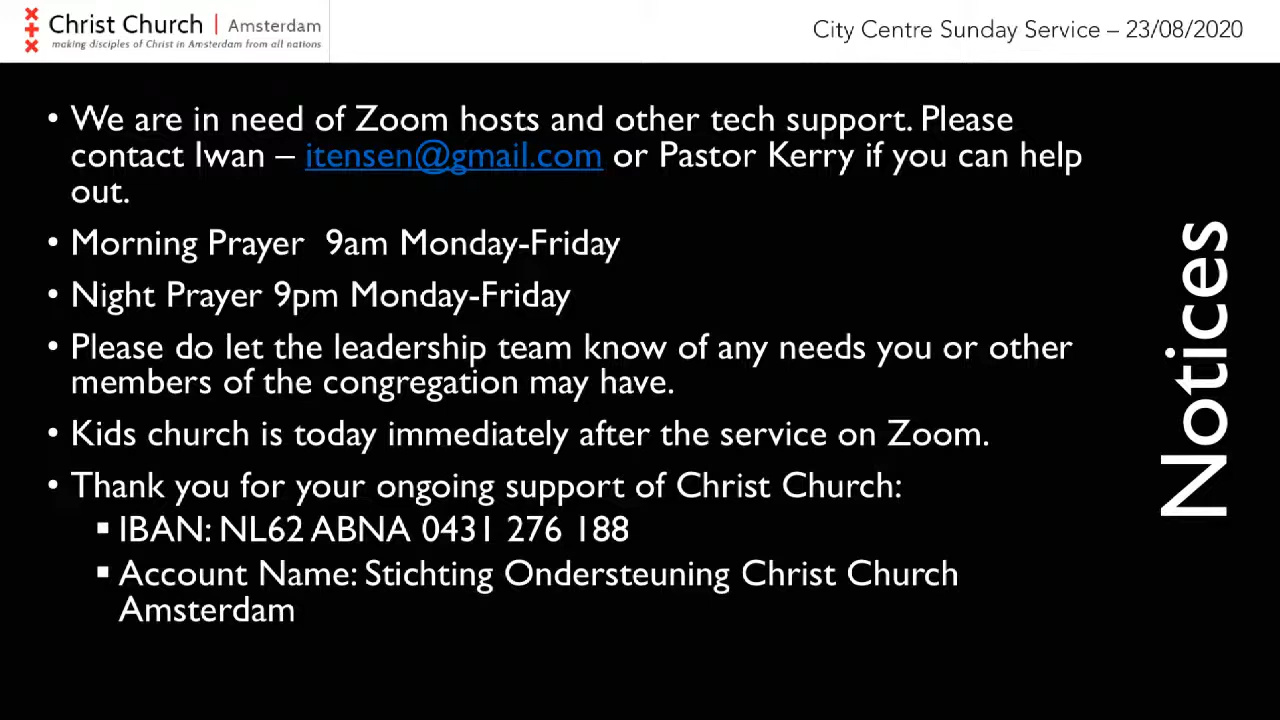 Christ Church | Amsterdam
making disciples of Christ in Amsterdam from all nations
City Centre Sunday Service – 23/08/2020
• We are in need of Zoom hosts and other tech support. Please
contact Iwan – itensen@gmail.com or Pastor Kerry if you can help
out.
• Morning Prayer 9am Monday-Friday
• Night Prayer 9pm Monday-Friday
• Please do let the leadership team know of any needs you or other
members of the congregation may have.
• Kids church is today immediately after the service on Zoom.
• Thank you for your ongoing support of Christ Church:
▪ IBAN: NL62 ABNA 0431 276 188
▪ Account Name: Stichting Ondersteuning Christ Church
Amsterdam
Notices